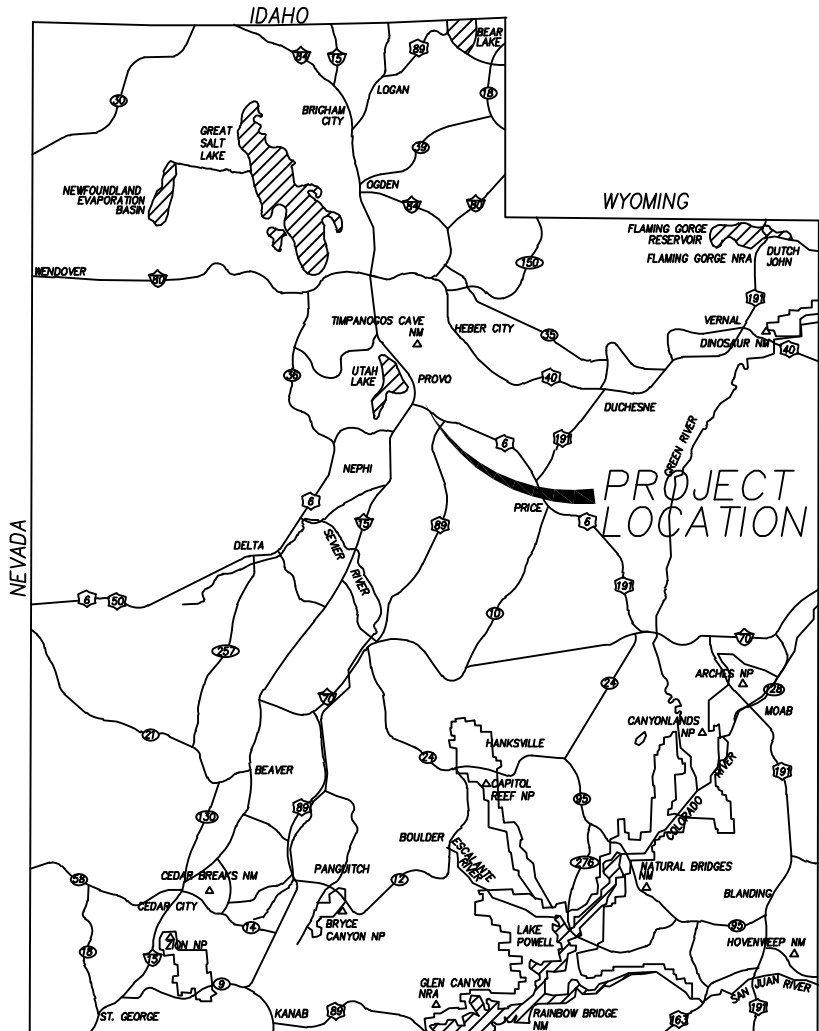 IDAHO
BEAR
LAKE
84
15
89
LOGAN
30
18
BRIGHAM
CITY
GREAT
SALT
LAKE
39
OGDEN
NEWFOUNDLAND
EVAPORATION
BASIN
84
80
WYOMING
FLAMING GORGE
RESERVOIR
FLAMING GORGE NRA
DUTCH
JOHN
WENDOVER
80
150
191
TIMPANOGOS CAVE
NM
HEBER CITY
35
VERNAL
DINOSAUR NM
40
36
UTAH
LAKE
PROVO
40
DUCHESNE
6
191
GREEN RIVER
NEPHI
PROJECT
LOCATION
PRICE
6
6
15
89
NEVADA
DELTA
SEVIER
RIVER
191
6
50
10
257
70
ARCHES NP
24
128
MOAB
70
CANYONLANDS
NP
21
24
HANKSVILLE
BEAVER
COLORADO
RIVER
191
CAPITOL
REEF NP
95
130
89
BOULDER
ESCALANTE
RIVER
276
NATURAL BRIDGES
NM
58
CEDAR BREAKS NM
PANGUITCH
12
BLANDING
CEDAR CITY
14
BRYCE
CANYON NP
LAKE
POWELL
95
18
ZION NP
HOVENWEEP NM
15
9
GLEN CANYON
NRA
SAN JUAN RIVER
ST. GEORGE
KANAB
89
RAINBOW BRIDGE
NM
163
191